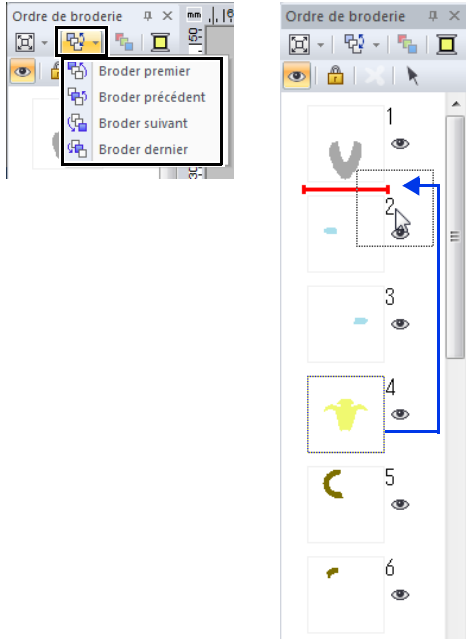 Ordre de broderie
mm
Broder premier
Broder précédent
Broder suivant
Broder dernier
Ordre de broderie
1
2
3
4
5
6